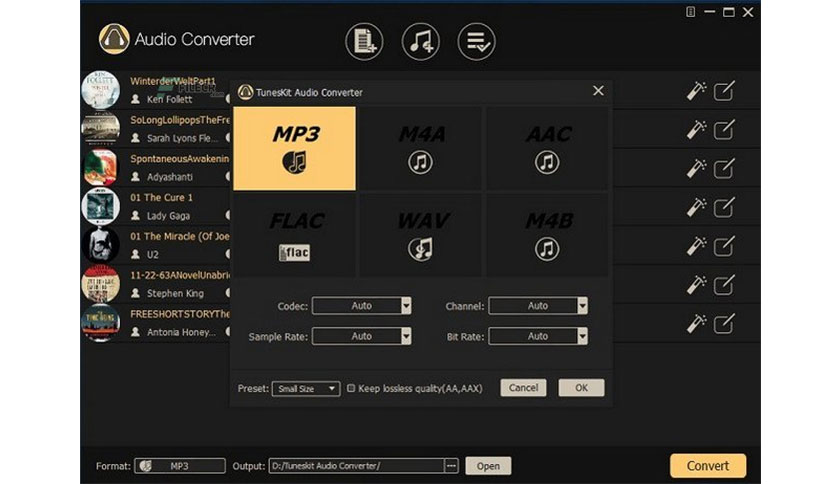 Audio Converter
WinterderWeltPart1
FILECR
.com
Ken Follett
SoLongLollipopsTheFre
Sarah Lyons Fle...
SpontaneousAwakenin
Adyashanti
01 The Cure 1
Lady Gaga
01 The Miracle (Of Joe
U2
11-22-63ANovelUnabri
Stephen King
FREESHORTSTORYThe
Antonia Honey...
TunesKit Audio Converter
MP3 M4A AAC
FLAC WAV M4B
flac
Codec: Auto Channel: Auto
Sample Rate: Auto Bit Rate: Auto
Preset: Small Size Keep lossless quality(AA,AAX) Cancel OK
Format: MP3 Output: D:/Tuneskit Audio Converter/ ... Open Convert